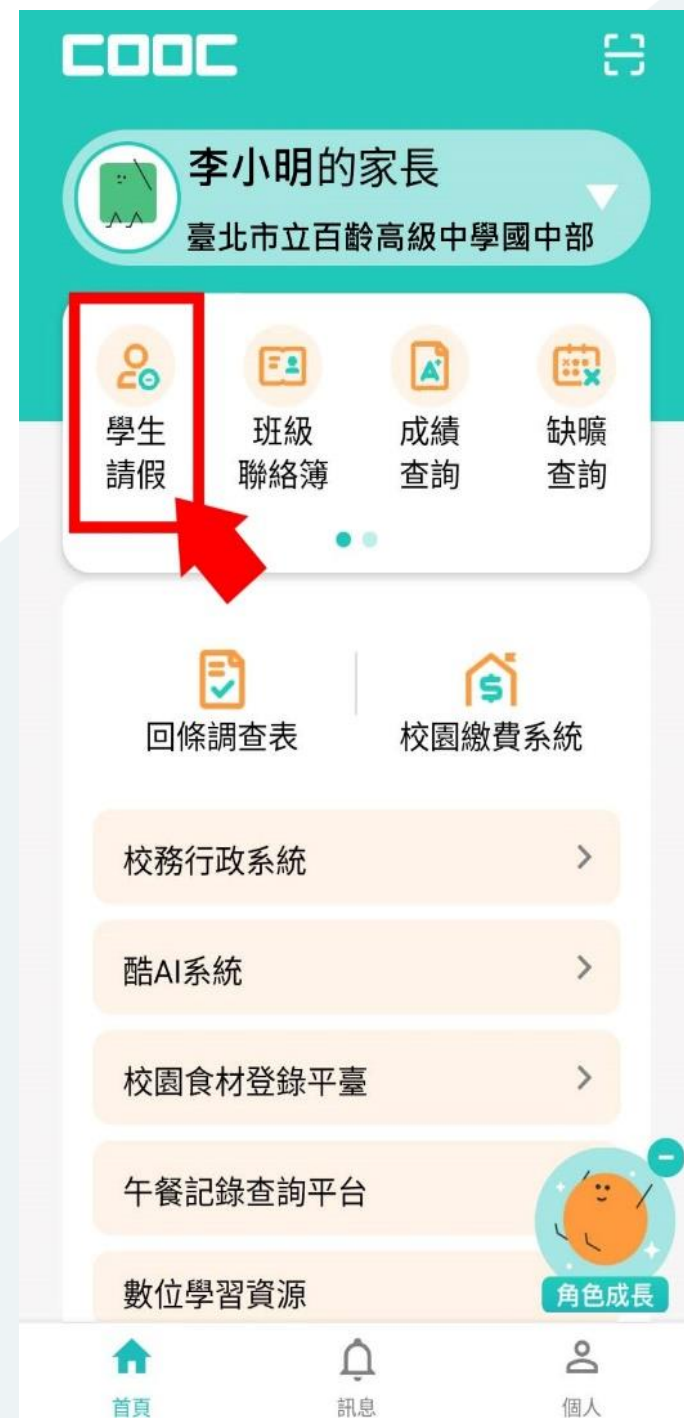 COOC
李小明的家長
臺北市立百齡高級中學國中部
學生
請假
班級
聯絡簿
成績
查詢
缺曠
查詢
回條調查表
校園繳費系統
校務行政系統
酷AI系統
校園食材登錄平臺
午餐記錄查詢平台
數位學習資源
角色成長
首頁
訊息
個人